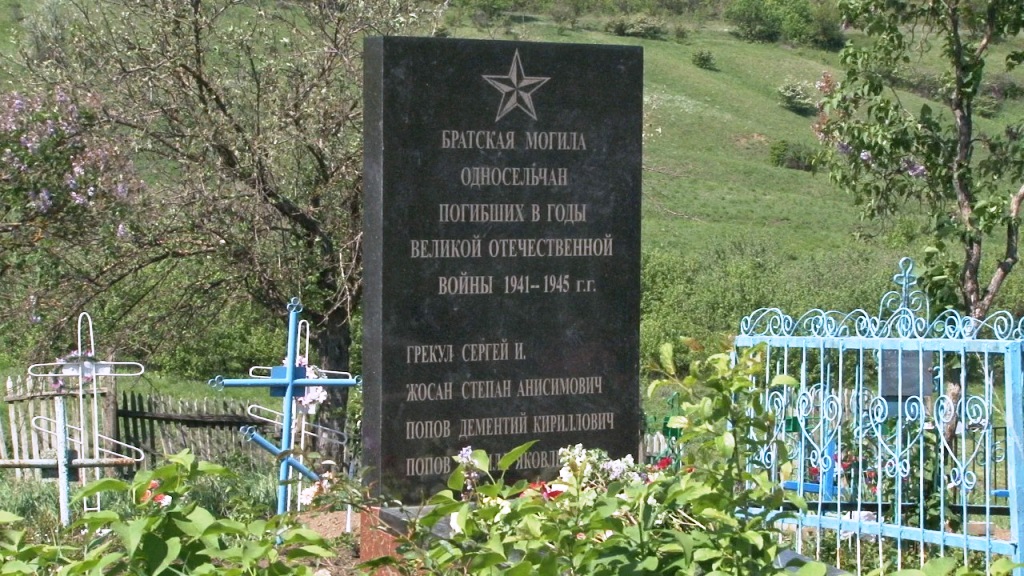 БРАТСКАЯ МОГИЛА
ОДНОСЕЛЬЧАН
ПОГИБШИХ В ГОДЫ
ВЕЛИКОЙ ОТЕЧЕСТВЕННОЙ
ВОЙНЫ 1941-1945 г.г.
ГРЕКУЛ СЕРГЕЙ И.
ЖОСАН СТЕПАН АНИСИМОВИЧ
ПОПОВ ДЕМЕНТИЙ КИРИЛЛОВИЧ
ПОПОВ